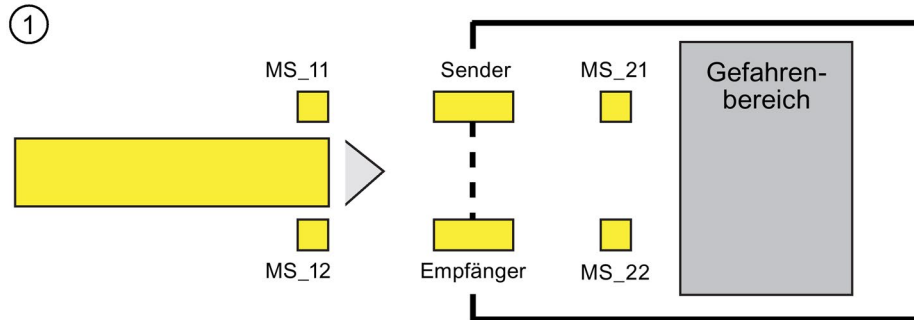 1
MS_11
Sender
MS_21
Gefahren-
bereich
MS_12
Empfänger
MS_22